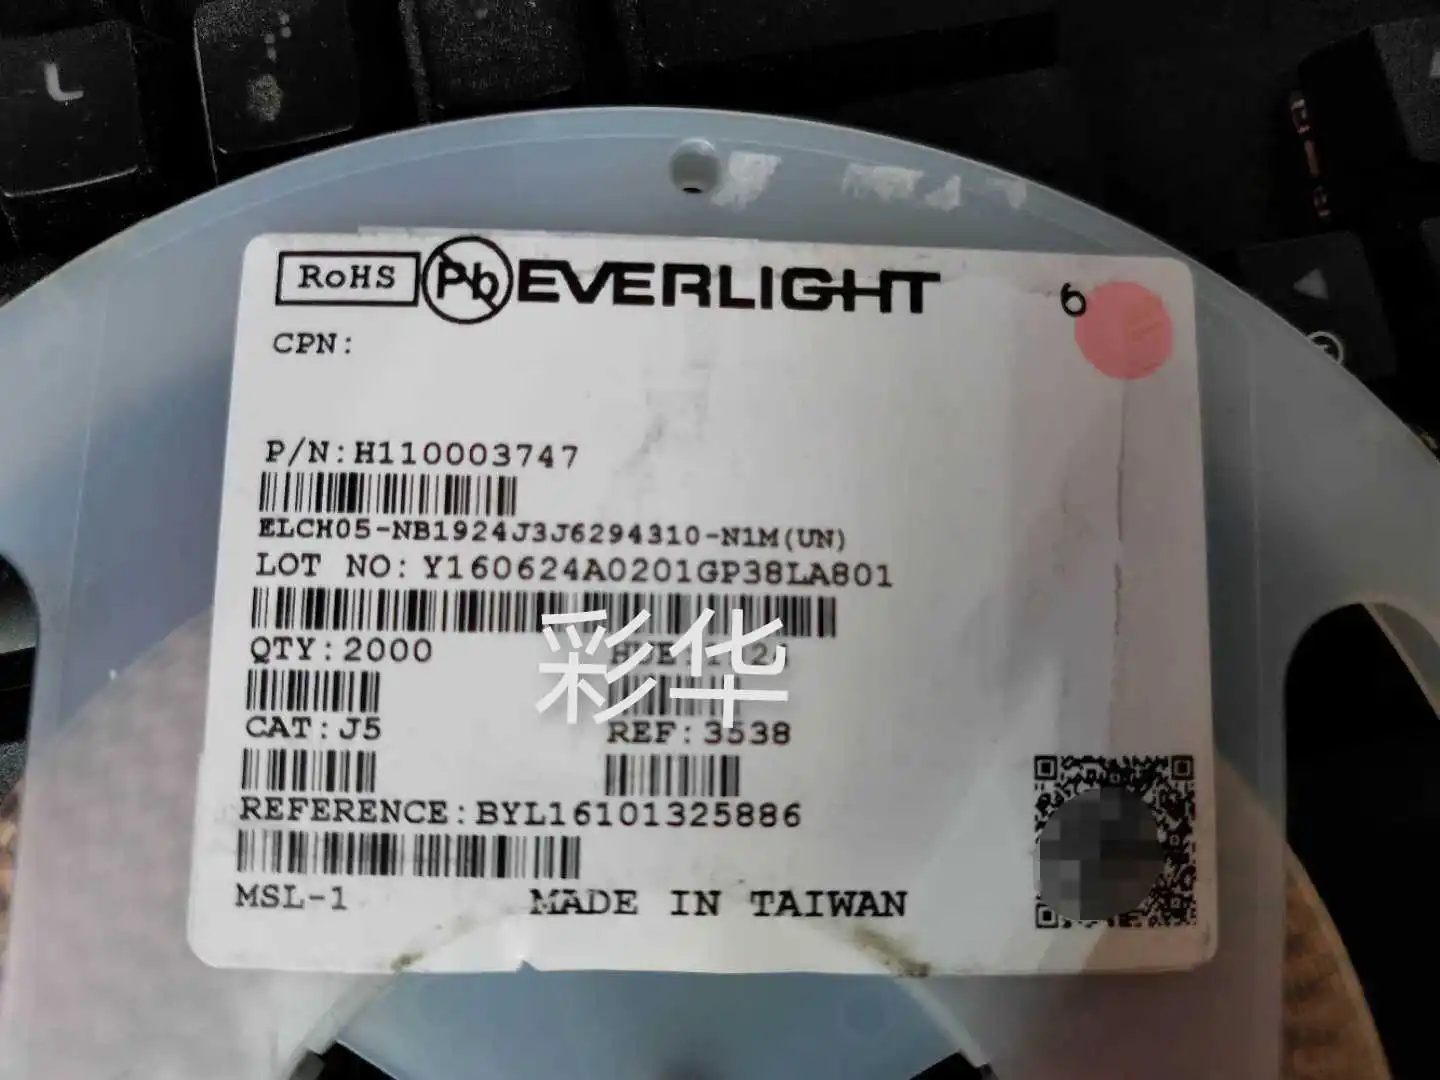 RoHS Pb EVERLIGHT
6
CPN:
P/N:H110003747
ELCH05-NB1924J3J6294310-N1M(UN)
LOT NO:Y160624A0201GP38LA801
QTY:2000
彩华
CAT:J5 REF:3538
REFERENCE:BYL16101325886
MSL-1 MADE IN TAIWAN
L